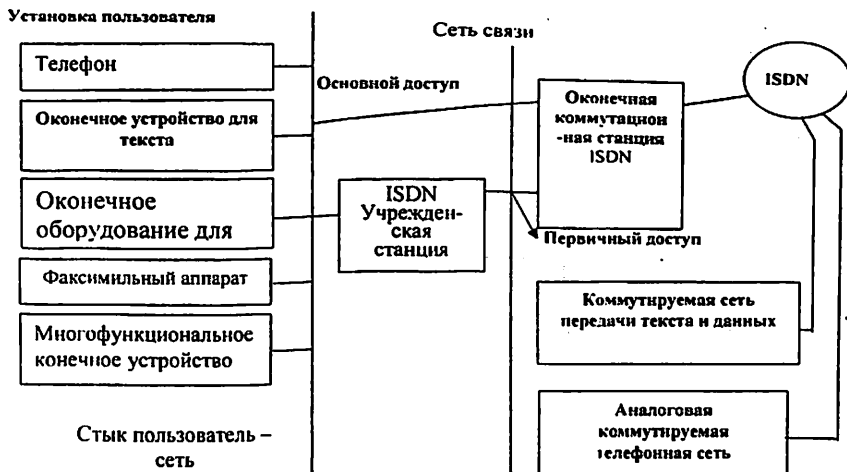 Установка пользователя
Сеть связи
Телефон
Основной доступ
ISDN
Оконечное устройство для
текста
Оконечная
коммутацион
-ная станция
ISDN
Оконечное
оборудование для
ISDN
Учрежден-
ская
станция
Первичный доступ
Факсимильный аппарат
Коммутируемая сеть
передачи текста и данных
Многофункциональное
конечное устройство
Стык пользователь –
сеть
Аналоговая
коммутируемая
телефонная сеть